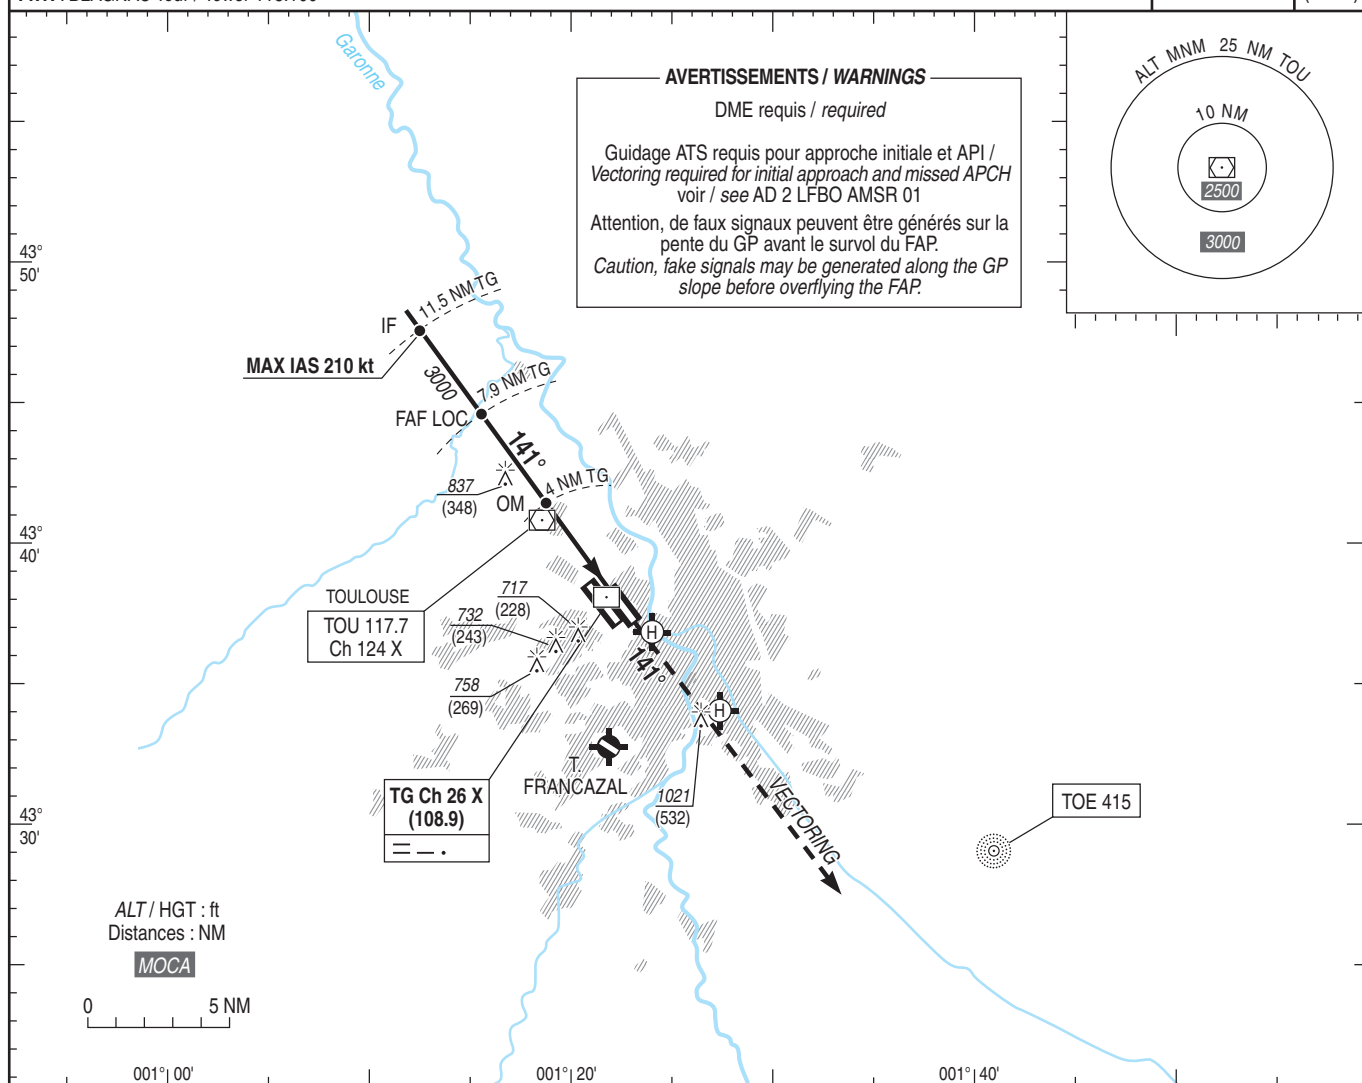 ALT MNM 25 NM TOU
10 NM
2500
3000
AVERTISSEMENTS / WARNINGS
DME requis / required
Guidage ATS requis pour approche initiale et API /
Vectoring required for initial approach and missed APCH
voir / see AD 2 LFBO AMSR 01
Attention, de faux signaux peuvent être générés sur la
pente du GP avant le survol du FAP.
Caution, fake signals may be generated along the GP
slope before overflying the FAP.
Garonne
43°
50'
11.5 NM TG
IF
MAX IAS 210 kt
3000
7.9 NM TG
FAF LOC
141°
837
(348)
OM
4 NM TG
43°
40'
TOULOUSE
TOU 117.7
Ch 124 X
717
(228)
732
(243)
758
(269)
H
141°
H
T.
FRANCAZAL
TG Ch 26 X
(108.9)
1021
(532)
VECTORING
TOE 415
43°
30'
ALT / HGT : ft
Distances : NM
MOCA
0 5 NM
001° 00'
001° 20'
001° 40'